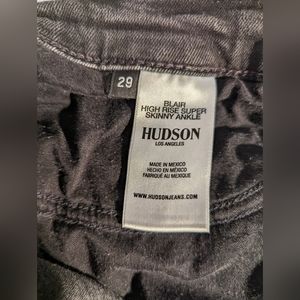 29
BLAIR
HIGH RISE SUPER
SKINNY ANKLE
HUDSON
LOS ANGELES
MADE IN MEXICO
HECHO EN MÉXICO
FABRIQUÉ AU MEXIQUE
WWW.HUDSONJEANS.COM